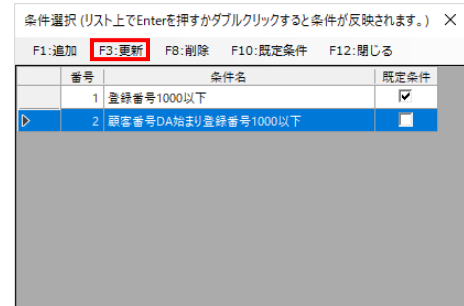 条件選択 (リスト上でEnterを押すかダブルクリックすると条件が反映されます。)
F1:追加 F3:更新 F8:削除 F10:既定条件 F12:閉じる
番号 条件名 既定条件
1 登録番号1000以下
2 顧客番号DA始まり登録番号1000以下